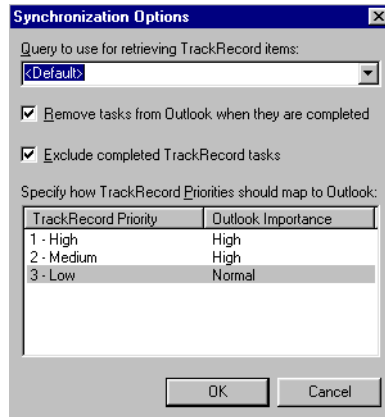 Synchronization Options
Query to use for retrieving TrackRecord items:
<Default>
Remove tasks from Outlook when they are completed
Exclude completed TrackRecord tasks
Specify how TrackRecord Priorities should map to Outlook:
TrackRecord Priority Outlook Importance
1 - High High
2 - Medium High
3 - Low Normal
OK Cancel